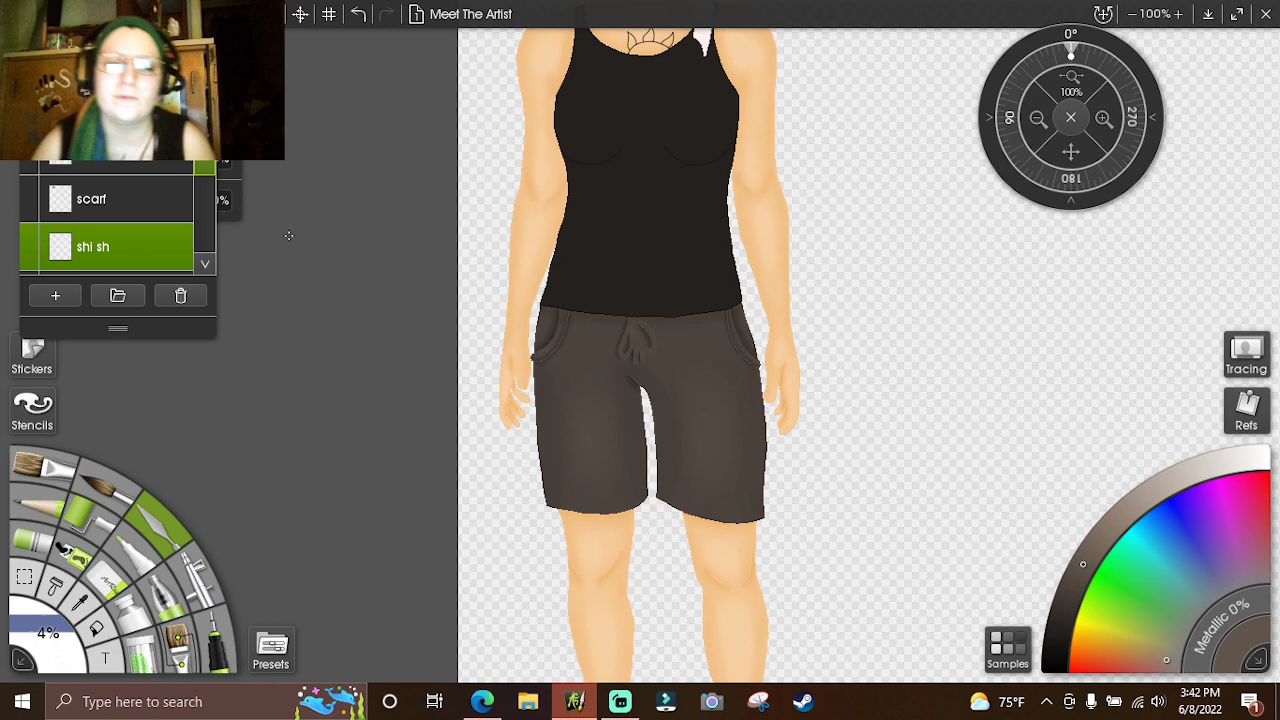 Meet The Artist
100%
0°
100%
90
270
180
%
scarf
%
shi sh
Stickers
Tracing
Stencils
Refs
4%
T
Presets
Metallic 0%
Samples
Type here to search
75°F
3:42 PM
6/8/2022
1